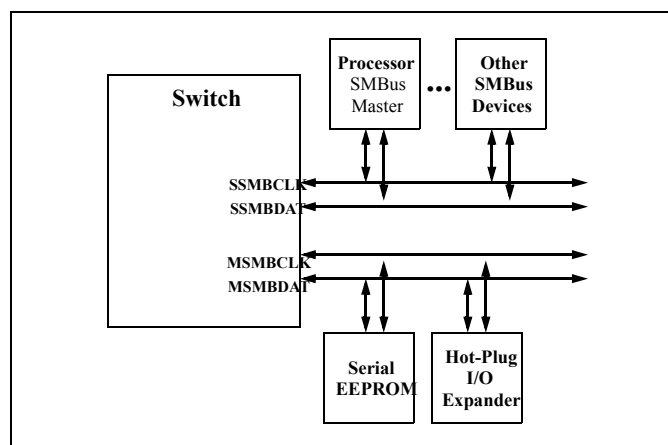 Processor
SMBus
Master
...
Other
SMBus
Devices
Switch
SSMBCLK
SSMBDAT
MSMBCLK
MSMBDAT
Serial
EEPROM
Hot-Plug
I/O
Expander